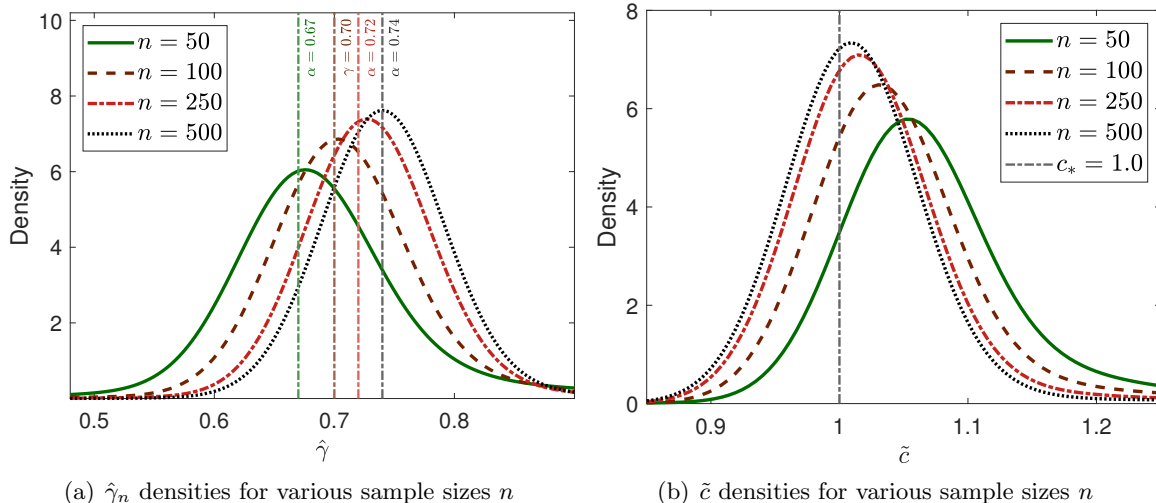 10
8
6
4
2
0.5
0.6
0.7
0.8
Density
γ̂
n = 50
n = 100
n = 250
n = 500
α = 0.67
γ = 0.70
α = 0.72
α = 0.74
(a) γ̂ₙ densities for various sample sizes n
8
6
4
2
0
0.9
1
1.1
1.2
Density
c̃
n = 50
n = 100
n = 250
n = 500
c* = 1.0
(b) c̃ densities for various sample sizes n